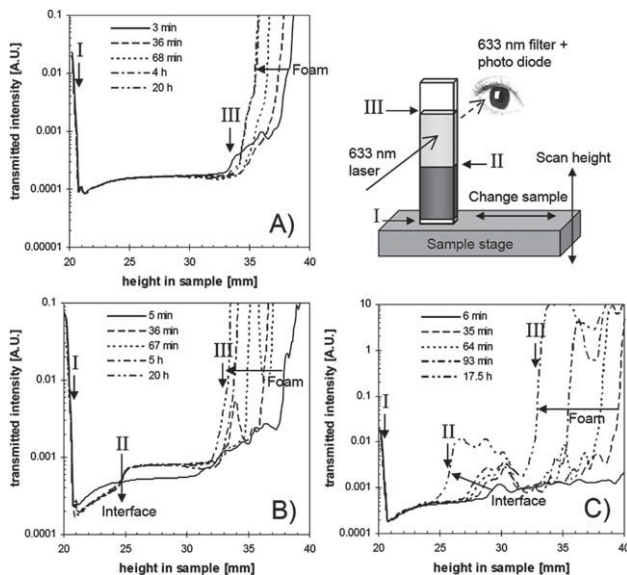 A)
transmitted intensity [A.U.]
0.1
0.01
0.001
0.0001
0.00001
20
25
30
35
40
height in sample [mm]
3 min
36 min
68 min
4 h
20 h
I
III
Foam
633 nm filter +
photo diode
III
633 nm
laser
II
Scan height
Change sample
I
Sample stage
B)
transmitted intensity [A.U.]
0.1
0.01
0.001
0.0001
20
25
30
35
40
height in sample [mm]
5 min
36 min
67 min
5 h
20 h
I
II
III
Foam
Interface
C)
transmitted intensity [A.U.]
10
1
0.1
0.01
0.001
0.0001
20
25
30
35
40
height in sample [mm]
6 min
35 min
64 min
93 min
17.5 h
I
II
III
Foam
Interface